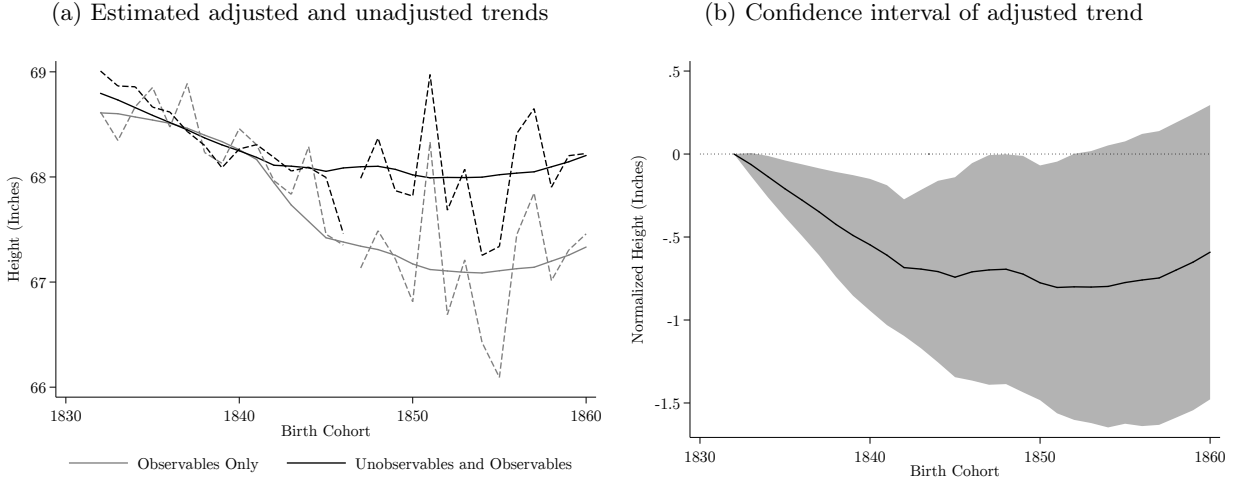 (a) Estimated adjusted and unadjusted trends
69
68
67
66
Height (Inches)
1830
1840
1850
1860
Birth Cohort
Observables Only
Unobservables and Observables
(b) Confidence interval of adjusted trend
.5
0
-.5
-1
-1.5
Normalized Height (Inches)
1830
1840
1850
1860
Birth Cohort